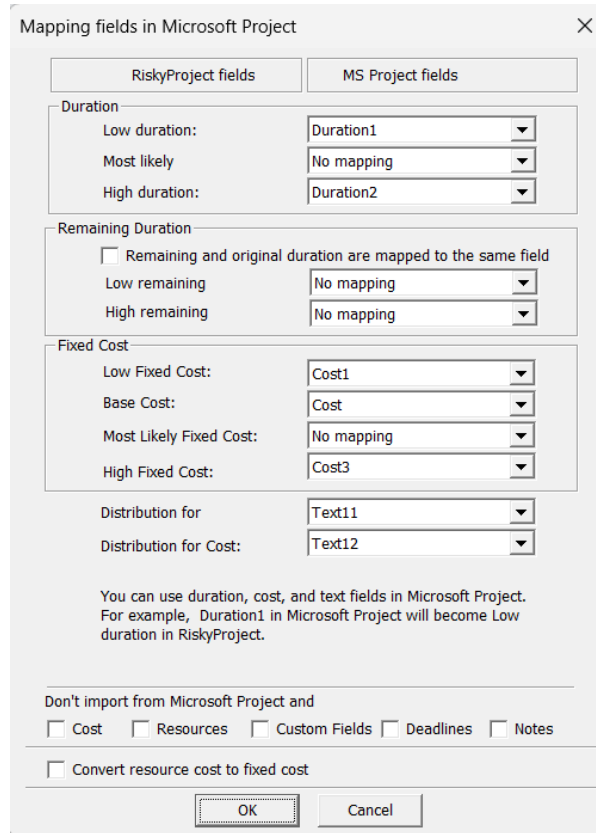 Mapping fields in Microsoft Project
RiskyProject fields MS Project fields
Duration
Low duration: Duration1
Most likely No mapping
High duration: Duration2
Remaining Duration
Remaining and original duration are mapped to the same field
Low remaining No mapping
High remaining No mapping
Fixed Cost
Low Fixed Cost: Cost1
Base Cost: Cost
Most Likely Fixed Cost: No mapping
High Fixed Cost: Cost3
Distribution for Text11
Distribution for Cost: Text12
You can use duration, cost, and text fields in Microsoft Project.
For example, Duration1 in Microsoft Project will become Low
duration in RiskyProject.
Don't import from Microsoft Project and
Cost Resources Custom Fields Deadlines Notes
Convert resource cost to fixed cost
OK Cancel